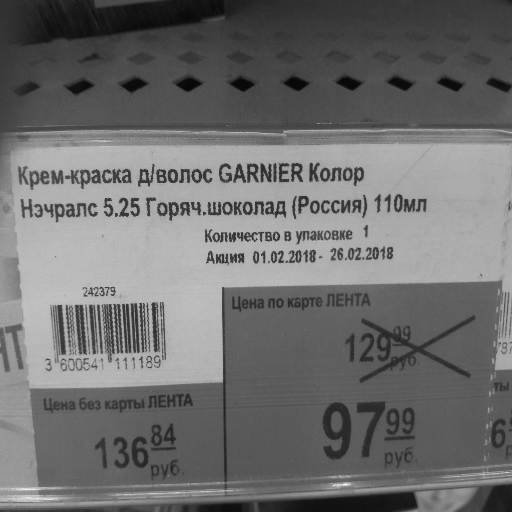 Крем-краска д/волос GARNIER Колор
Нэчралс 5.25 Горяч.шоколад (Россия) 110мл
Количество в упаковке 1
Акция 01.02.2018 - 26.02.2018
242379
3 600541 111189
Цена по карте ЛЕНТА
129 99
руб.
97 99
руб.
Цена без карты ЛЕНТА
136 84
руб.